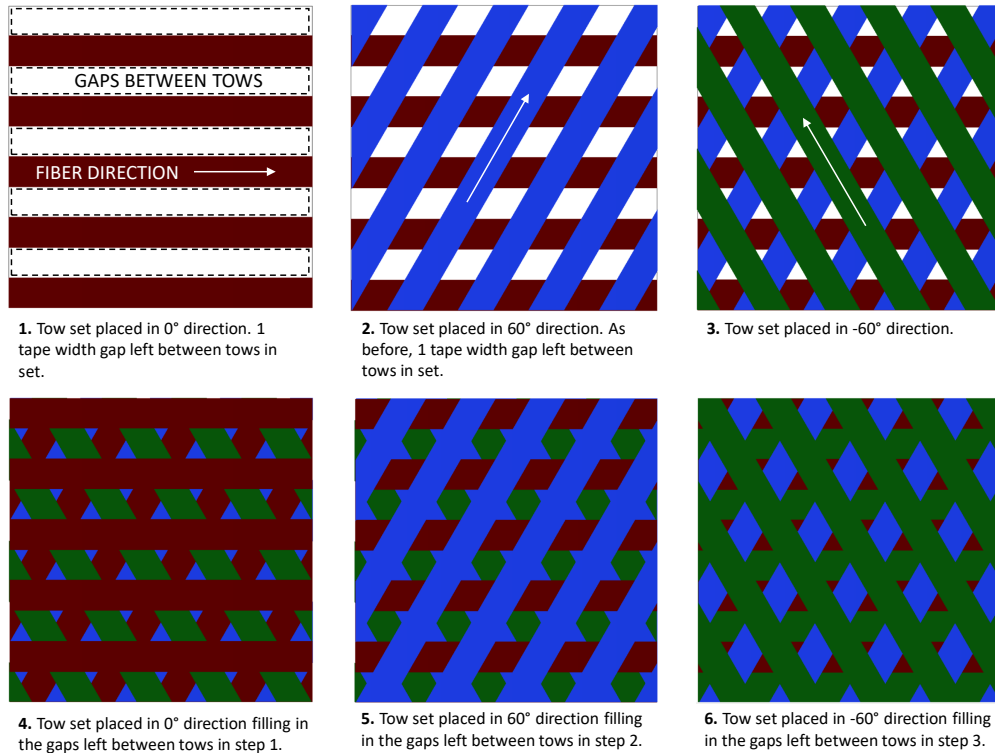 GAPS BETWEEN TOWS
FIBER DIRECTION
1. Tow set placed in 0° direction. 1
tape width gap left between tows in
set.
2. Tow set placed in 60° direction. As
before, 1 tape width gap left between
tows in set.
3. Tow set placed in -60° direction.
4. Tow set placed in 0° direction filling in
the gaps left between tows in step 1.
5. Tow set placed in 60° direction filling
in the gaps left between tows in step 2.
6. Tow set placed in -60° direction filling
in the gaps left between tows in step 3.